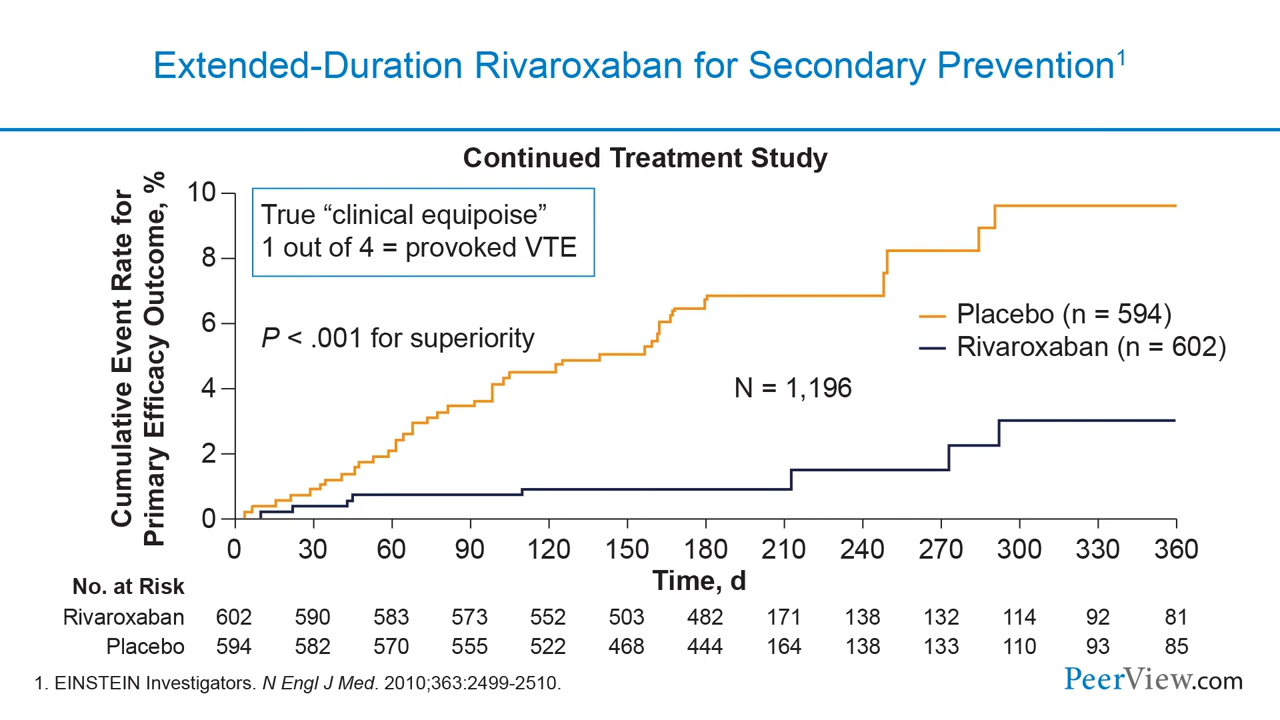 Extended-Duration Rivaroxaban for Secondary Prevention1
Continued Treatment Study
Cumulative Event Rate for
Primary Efficacy Outcome, %
10
8
6
4
2
0
True “clinical equipoise”
1 out of 4 = provoked VTE
P < .001 for superiority
Placebo (n = 594)
Rivaroxaban (n = 602)
N = 1,196
0 30 60 90 120 150 180 210 240 270 300 330 360
Time, d
No. at Risk
Rivaroxaban 602 590 583 573 552 503 482 171 138 132 114 92 81
Placebo 594 582 570 555 522 468 444 164 138 133 110 93 85
1. EINSTEIN Investigators. N Engl J Med. 2010;363:2499-2510.
PeerView.com